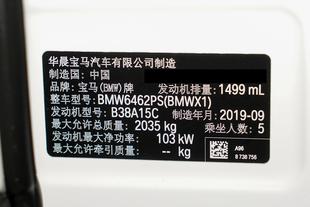 华晨宝马汽车有限公司制造
制造国：中国
品牌：宝马(BMW)牌 发动机排量：1499 mL
整车型号：BMW6462PS(BMWX1)
发动机型号：B38A15C 制造年月：2019-09
最大允许总质量：2035 kg 乘坐人数：5
发动机最大净功率：103 kW
最大允许牵引质量：-- kg
A96
8 738 756